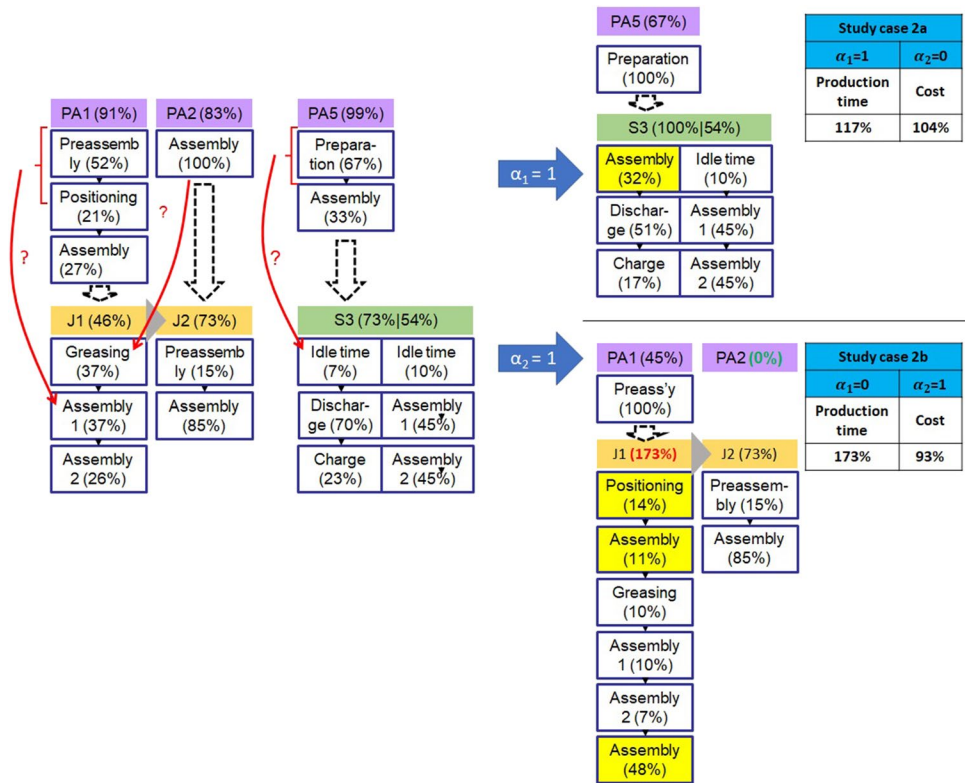 PA1 (91%)
PA2 (83%)
PA5 (99%)
Preassemb
ly (52%)
Assembly
(100%)
Prepara-
tion (67%)
Positioning
(21%)
?
Assembly
(33%)
?
?
Assembly
(27%)
J1 (46%)
J2 (73%)
S3 (73%|54%)
Greasing
(37%)
Preassemb
ly (15%)
Idle time
(7%)
Idle time
(10%)
Assembly
1 (37%)
Assembly
(85%)
Dischar-
ge (70%)
Assembly
1 (45%)
Assembly
2 (26%)
Charge
(23%)
Assembly
2 (45%)
α1 = 1
PA5 (67%)
Preparation
(100%)
S3 (100%|54%)
Assembly
(32%)
Idle time
(10%)
Dischar-
ge (51%)
Assembly
1 (45%)
Charge
(17%)
Assembly
2 (45%)
Study case 2a
α1=1
α2=0
Production
time
Cost
117%
104%
α2 = 1
PA1 (45%)
PA2 (0%)
Preass'y
(100%)
J1 (173%)
J2 (73%)
Positioning
(14%)
Preassem-
bly (15%)
Assembly
(11%)
Assembly
(85%)
Greasing
(10%)
Assembly
1 (10%)
Assembly
2 (7%)
Assembly
(48%)
Study case 2b
α1=0
α2=1
Production
time
Cost
173%
93%